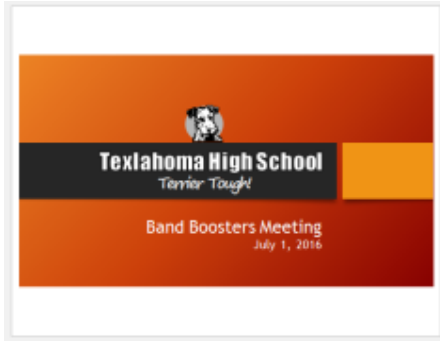 Texlahoma High School
Terrier Tough!
Band Boosters Meeting
July 1, 2016